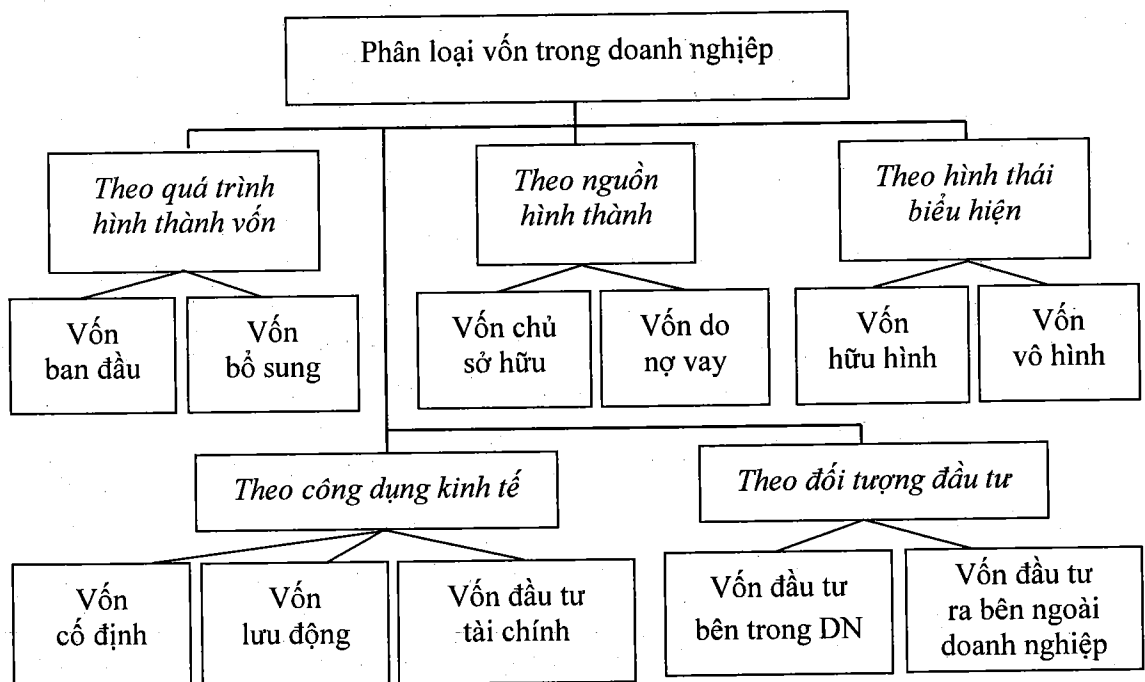 Phân loại vốn trong doanh nghiệp
Theo quá trình
hình thành vốn
Theo nguồn
hình thành
Theo hình thái
biểu hiện
Vốn
ban đầu
Vốn
bổ sung
Vốn chủ
sở hữu
Vốn do
nợ vay
Vốn
hữu hình
Vốn
vô hình
Theo công dụng kinh tế
Theo đối tượng đầu tư
Vốn
cố định
Vốn
lưu động
Vốn đầu tư
tài chính
Vốn đầu tư
bên trong DN
Vốn đầu tư
ra bên ngoài
doanh nghiệp